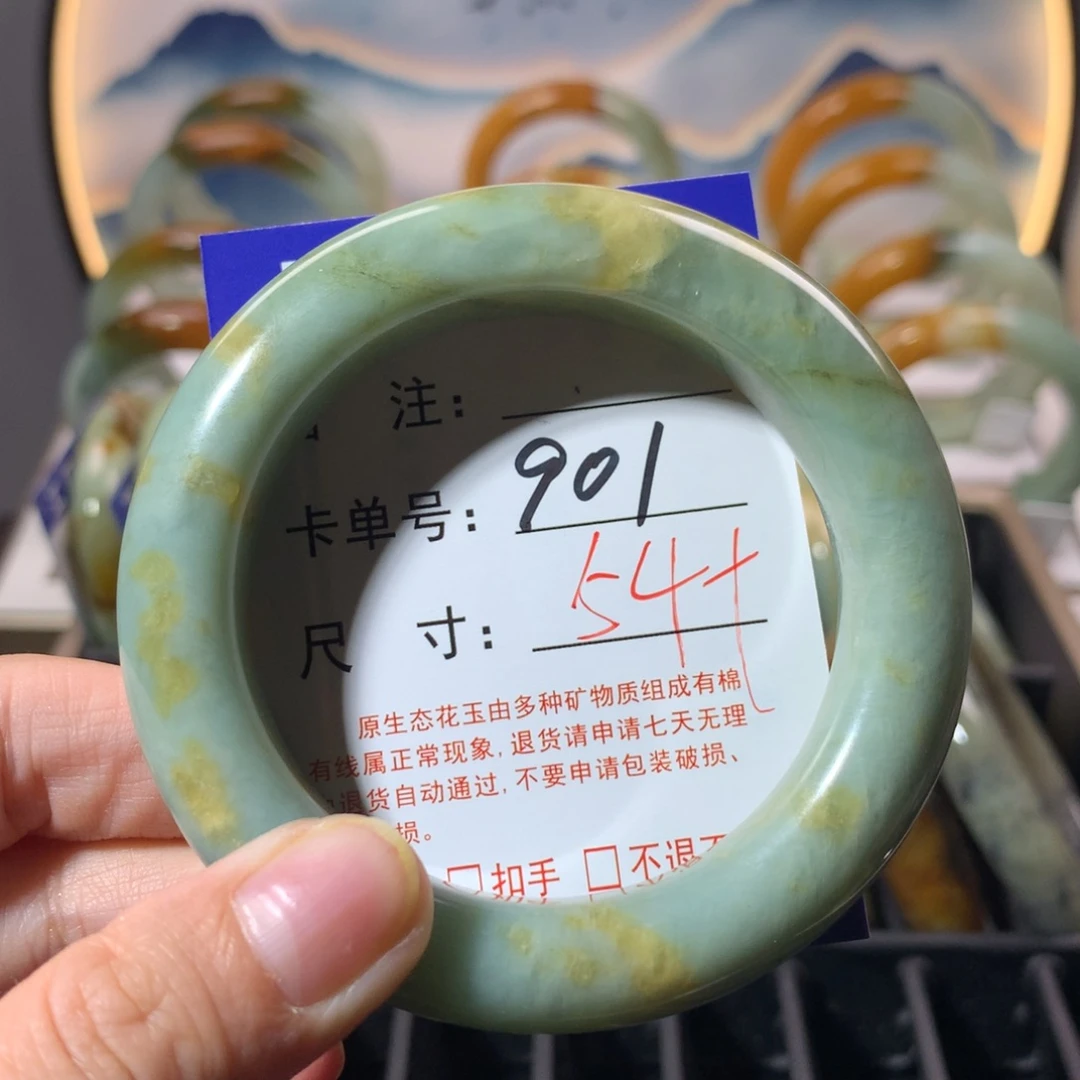 注：
卡单号：901
尺 寸：54+
原生态花玉由多种矿物质组成有棉
有线属正常现象，退货请申请七天无理
退货自动通过，不要申请包装破损、
损。
□扣手 □不退